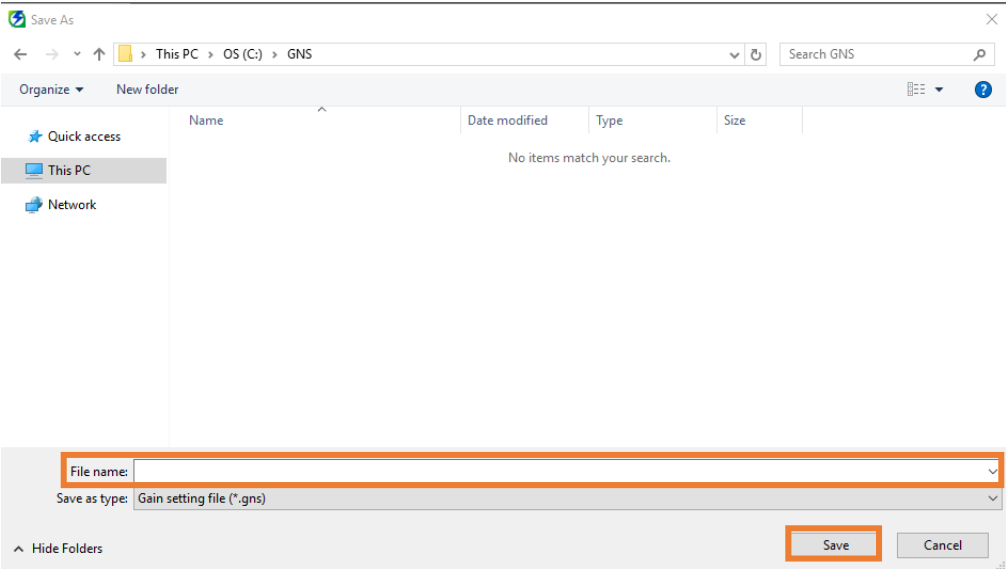 Save As
This PC > OS (C:) > GNS
Search GNS
Organize
New folder
?
Name
Date modified
Type
Size
Quick access
No items match your search.
This PC
Network
File name:
Save as type: Gain setting file (*.gns)
Hide Folders
Save
Cancel